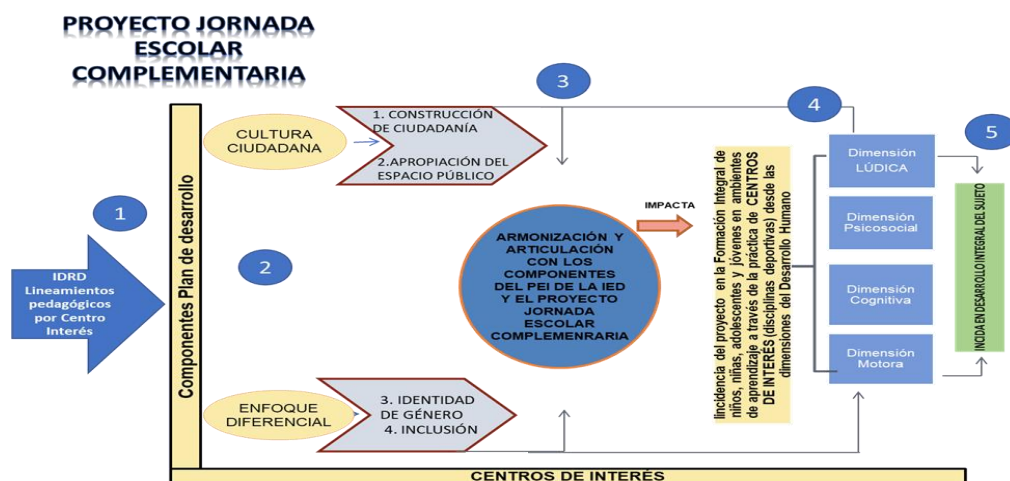 PROYECTO JORNADA
ESCOLAR
COMPLEMENTARIA
1
IDRD
Lineamientos
pedagógicos
por Centro
Interés
Componentes Plan de desarrollo
2
CULTURA
CIUDADANA
1. CONSTRUCCIÓN
DE CIUDADANÍA
2.APROPIACIÓN DEL
ESPACIO PÚBLICO
ENFOQUE
DIFERENCIAL
3. IDENTIDAD
DE GÉNERO
4. INCLUSIÓN
3
ARMONIZACIÓN Y
ARTICULACIÓN
CON LOS
COMPONENTES
DEL PEI DE LA IED
Y EL PROYECTO
JORNADA
ESCOLAR
COMPLEMENRARIA
IMPACTA
Iincidencia del proyecto en la Formación Integral de
niños, niñas, adolescentes y jóvenes en ambientes
de aprendizaje a través de la práctica de CENTROS
DE INTERÉS (disciplinas deportivas) desde las
dimensiones del Desarrollo Humano
4
Dimensión
LÚDICA
Dimensión
Psicosocial
Dimensión
Cognitiva
Dimensión
Motora
5
INCIDA EN DESARROLLO INTEGRAL DEL SUJETO
CENTROS DE INTERÉS